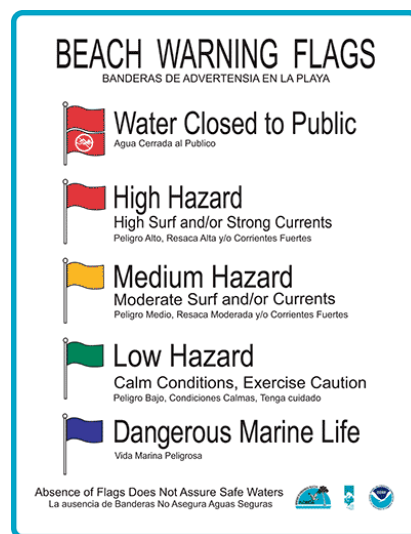 BEACH WARNING FLAGS
BANDERAS DE ADVERTENSIA EN LA PLAYA
Water Closed to Public
Agua Cerrada al Publico
High Hazard
High Surf and/or Strong Currents
Peligro Alto, Resaca Alta y/o Corrientes Fuertes
Medium Hazard
Moderate Surf and/or Currents
Peligro Medio, Resaca Moderada y/o Corrientes Fuertes
Low Hazard
Calm Conditions, Exercise Caution
Peligro Bajo, Condiciones Calmas, Tenga cuidado
Dangerous Marine Life
Vida Marina Peligrosa
Absence of Flags Does Not Assure Safe Waters
La ausencia de Banderas No Asegura Aguas Seguras